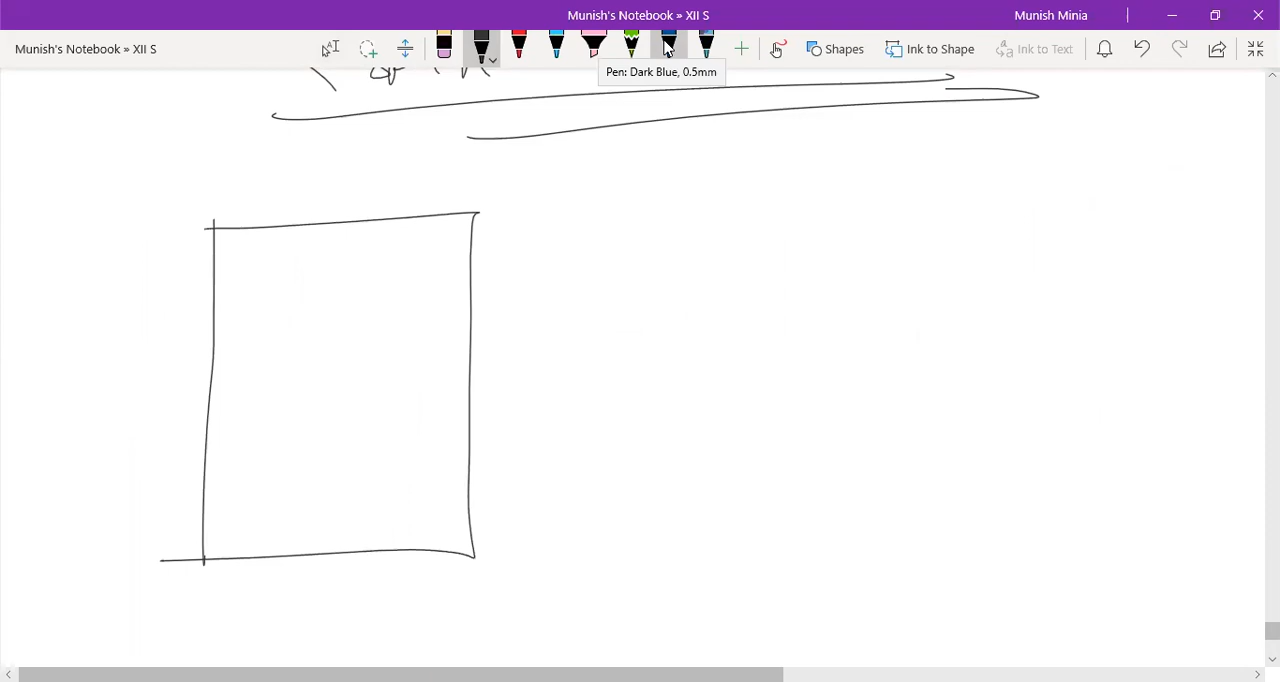 Munish's Notebook » XII S
Munish Minia
Munish's Notebook » XII S
Shapes
Ink to Shape
Ink to Text
Pen: Dark Blue, 0.5mm